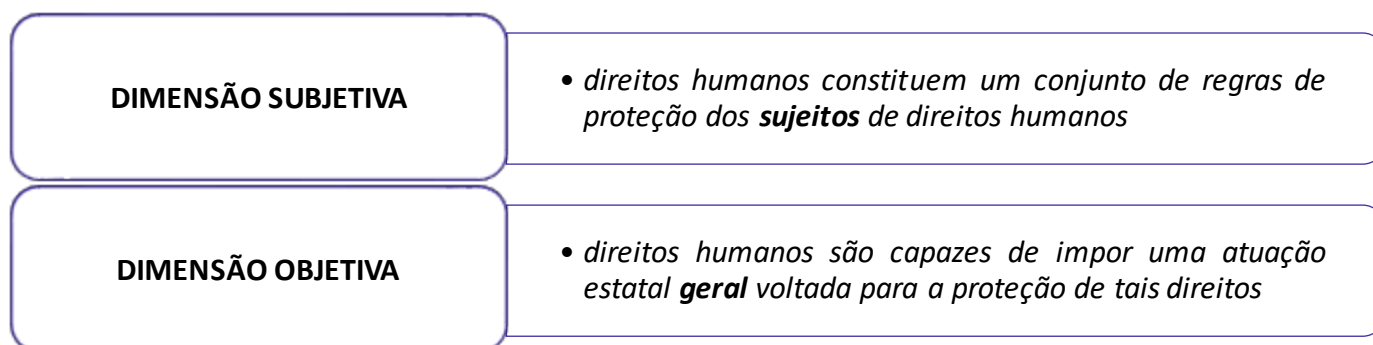 DIMENSÃO SUBJETIVA
• direitos humanos constituem um conjunto de regras de
proteção dos sujeitos de direitos humanos
DIMENSÃO OBJETIVA
• direitos humanos são capazes de impor uma atuação
estatal geral voltada para a proteção de tais direitos